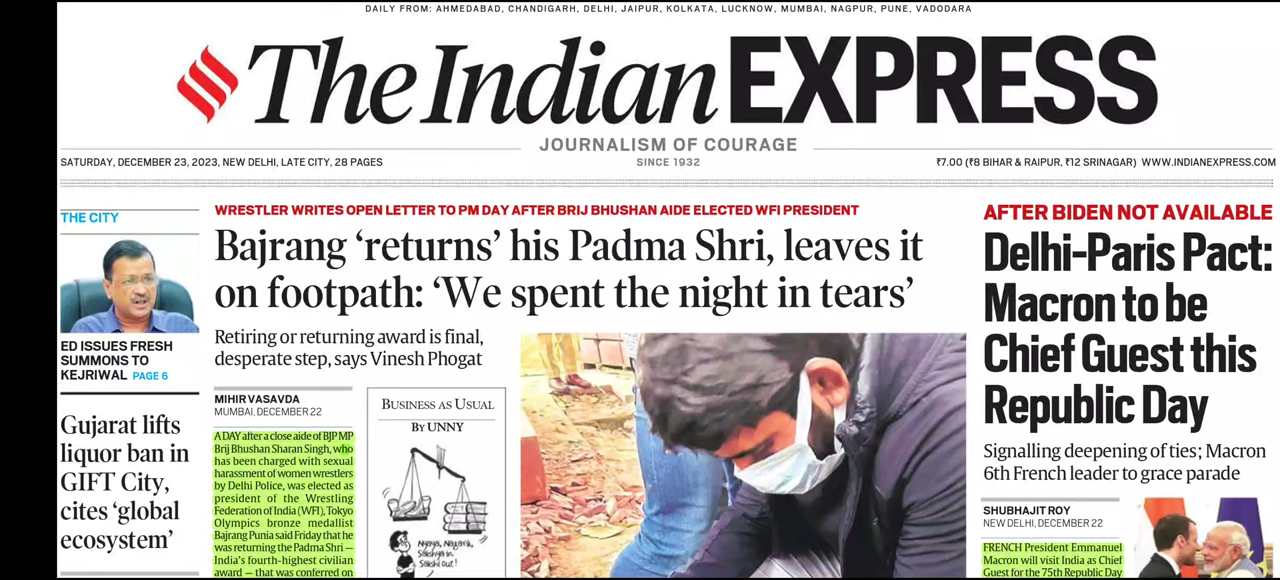 DAILY FROM: AHMEDABAD, CHANDIGARH, DELHI, JAIPUR, KOLKATA, LUCKNOW, MUMBAI, NAGPUR, PUNE, VADODARA
The Indian EXPRESS
JOURNALISM OF COURAGE
SINCE 1932
SATURDAY, DECEMBER 23, 2023, NEW DELHI, LATE CITY, 28 PAGES
₹7.00 (₹8 BIHAR & RAIPUR, ₹12 SRINAGAR) WWW.INDIANEXPRESS.COM
THE CITY
ED ISSUES FRESH
SUMMONS TO
KEJRIWAL PAGE 6
Gujarat lifts
liquor ban in
GIFT City,
cites ‘global
ecosystem’
WRESTLER WRITES OPEN LETTER TO PM DAY AFTER BRIJ BHUSHAN AIDE ELECTED WFI PRESIDENT
Bajrang ‘returns’ his Padma Shri, leaves it
on footpath: ‘We spent the night in tears’
Retiring or returning award is final,
desperate step, says Vinesh Phogat
MIHIR VASAVDA
MUMBAI, DECEMBER 22
A DAY after a close aide of BJP MP
Brij Bhushan Sharan Singh, who
has been charged with sexual
harassment of women wrestlers
by Delhi Police, was elected as
president of the Wrestling
Federation of India (WFI), Tokyo
Olympics bronze medallist
Bajrang Punia said Friday that he
was returning the Padma Shri —
India's fourth-highest civilian
award — that was conferred on
BUSINESS AS USUAL
BY UNNY
Nyaya, Nagarik,
Sakshya in
Sakshi out!
AFTER BIDEN NOT AVAILABLE
Delhi-Paris Pact:
Macron to be
Chief Guest this
Republic Day
Signalling deepening of ties; Macron
6th French leader to grace parade
SHUBHAJIT ROY
NEW DELHI, DECEMBER 22
FRENCH President Emmanuel
Macron will visit India as Chief
Guest for the 75th Republic Day